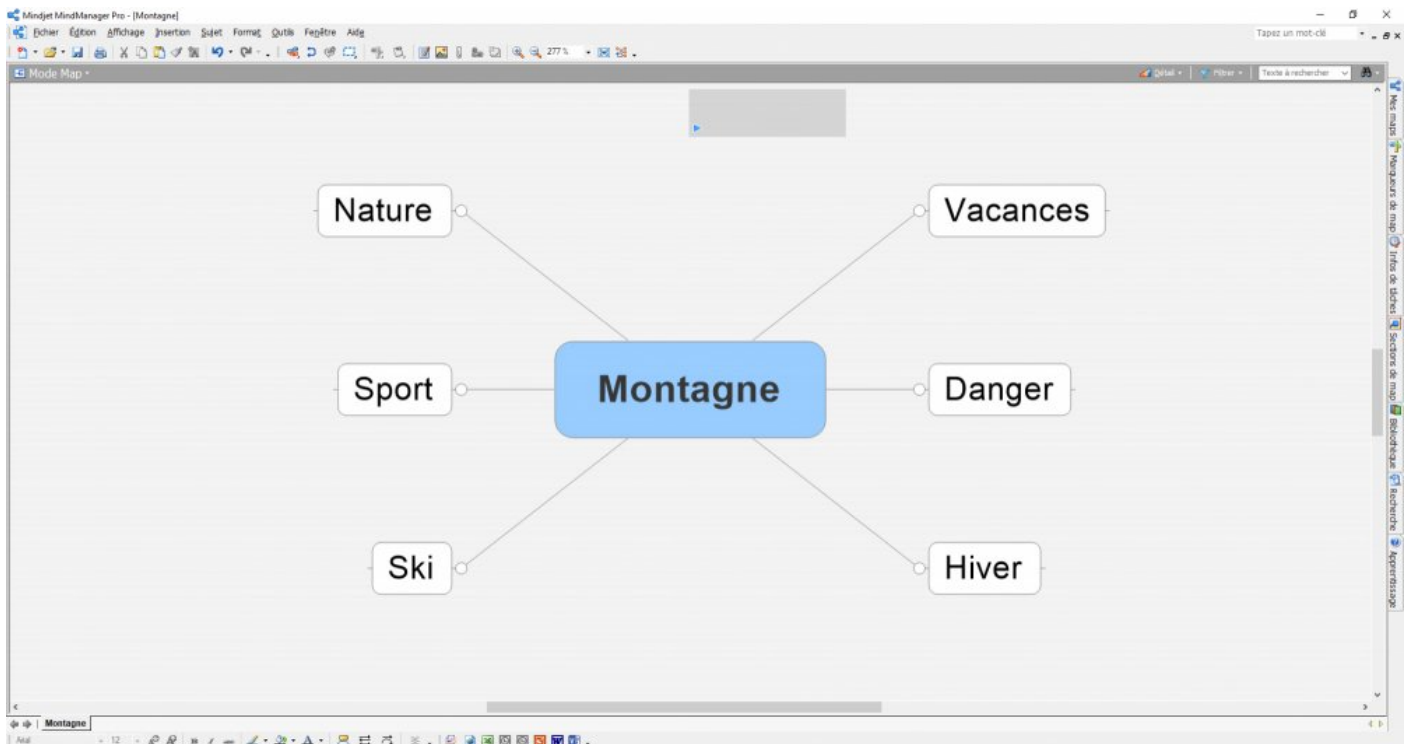 Mindjet MindManager Pro - [Montagne]
Fichier Édition Affichage Insertion Sujet Format Outils Fenêtre Aide
Tapez un mot-clé
277%
Mode Map
Détail
Filtrer
Texte à rechercher
Nature
Vacances
Sport
Montagne
Danger
Ski
Hiver
Mes maps
Marqueurs de map
Infos de tâches
Sections de map
Bibliothèque
Recherche
Apprentissage
Montagne
Arial
12